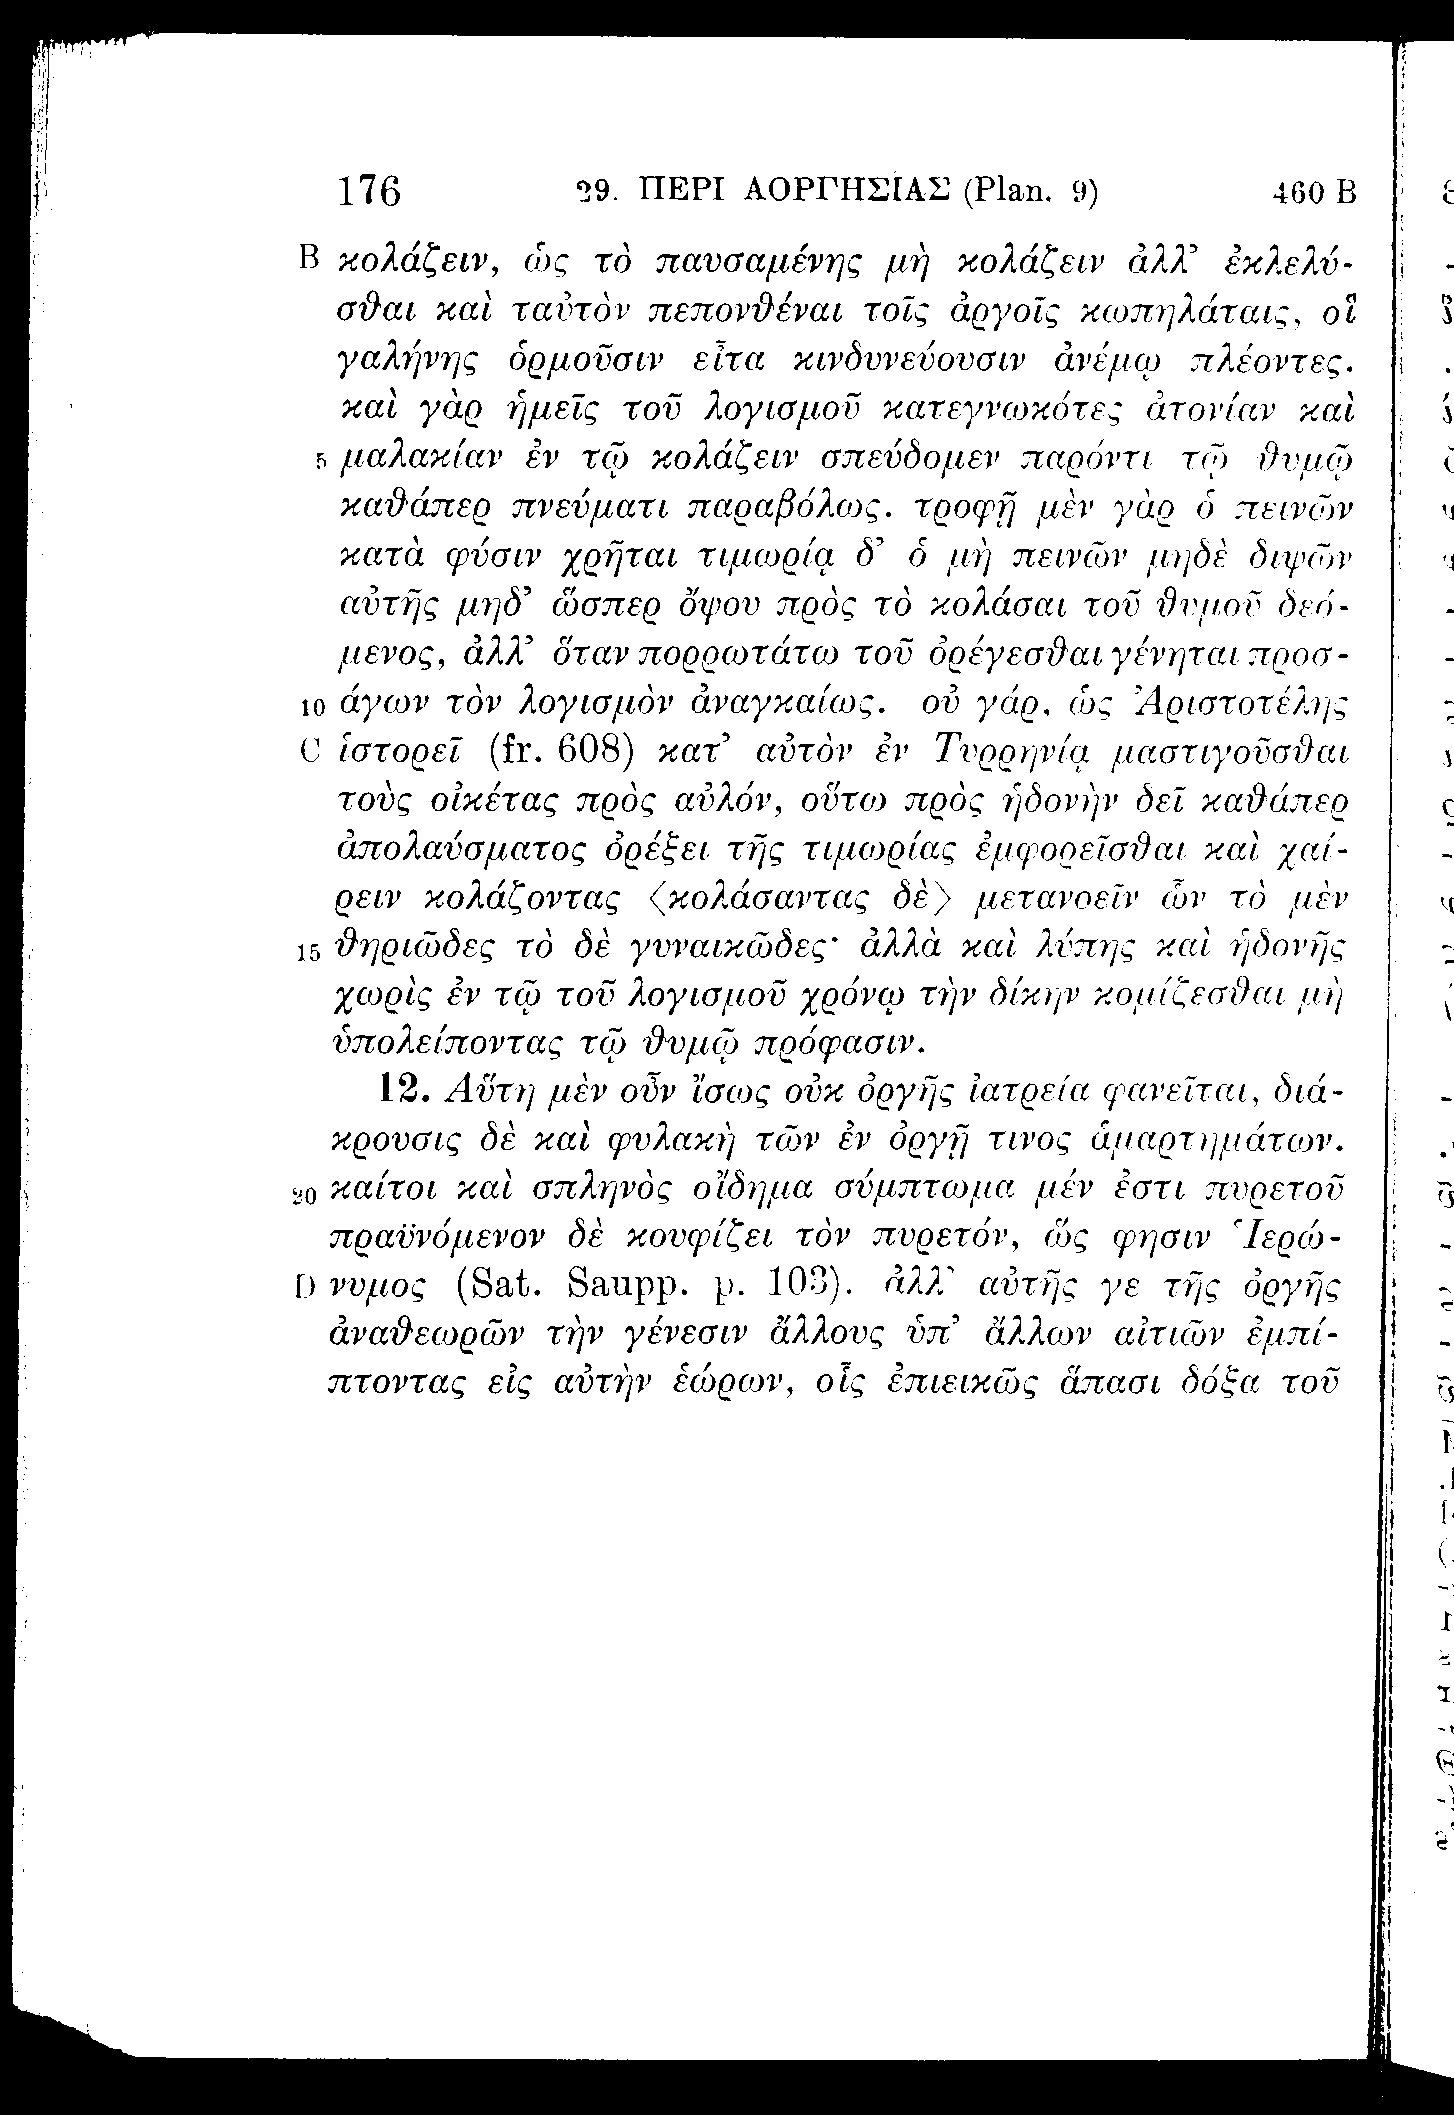 176 29. ΠΕΡΙ ΑΟΡΓΗΣΙΑΣ (Plan. 9) 460 B
B κολάζειν, ὡς τὸ παυσαμένης μὴ κολάζειν ἀλλ’ ἐκλελύ-
σθαι καὶ ταὐτὸν πεπονθέναι τοῖς ἀργοῖς κωπηλάταις, οἳ
γαλήνης ὁρμοῦσιν εἶτα κινδυνεύουσιν ἀνέμῳ πλέοντες.
καὶ γὰρ ἡμεῖς τοῦ λογισμοῦ κατεγνωκότες ἀτονίαν καὶ
5 μαλακίαν ἐν τῷ κολάζειν σπεύδομεν παρόντι τῷ θυμῷ
καθάπερ πνεύματι παραβόλως. τροφῇ μὲν γὰρ ὁ πεινῶν
κατὰ φύσιν χρῆται τιμωρίᾳ δ’ ὁ μὴ πεινῶν μηδὲ διψῶν
αὐτῆς μηδ’ ὥσπερ ὄψου πρὸς τὸ κολάσαι τοῦ θυμοῦ δεό-
μενος, ἀλλ’ ὅταν πορρωτάτω τοῦ ὀρέγεσθαι γένηται προσ-
10 άγων τὸν λογισμὸν ἀναγκαίως. οὐ γάρ, ὡς Ἀριστοτέλης
C ἱστορεῖ (fr. 608) κατ’ αὐτὸν ἐν Τυρρηνίᾳ μαστιγοῦσθαι
τοὺς οἰκέτας πρὸς αὐλόν, οὕτω πρὸς ἡδονὴν δεῖ καθάπερ
ἀπολαύσματος ὀρέξει τῆς τιμωρίας ἐμφορεῖσθαι καὶ χαί-
ρειν κολάζοντας ⟨κολάσαντας δὲ⟩ μετανοεῖν ὧν τὸ μὲν
15 θηριῶδες τὸ δὲ γυναικῶδες· ἀλλὰ καὶ λύπης καὶ ἡδονῆς
χωρὶς ἐν τῷ τοῦ λογισμοῦ χρόνῳ τὴν δίκην κομίζεσθαι μὴ
ὑπολείποντας τῷ θυμῷ πρόφασιν.
12. Αὕτη μὲν οὖν ἴσως οὐκ ὀργῆς ἰατρεία φανεῖται, διά-
κρουσις δὲ καὶ φυλακὴ τῶν ἐν ὀργῇ τινος ἁμαρτημάτων.
20 καίτοι καὶ σπληνὸς οἴδημα σύμπτωμα μέν ἐστι πυρετοῦ
πραϋνόμενον δὲ κουφίζει τὸν πυρετόν, ὥς φησιν Ἱερώ-
D νυμος (Sat. Saupp. p. 103). ἀλλ’ αὐτῆς γε τῆς ὀργῆς
ἀναθεωρῶν τὴν γένεσιν ἄλλους ὑπ’ ἄλλων αἰτιῶν ἐμπί-
πτοντας εἰς αὐτὴν ἑώρων, οἷς ἐπιεικῶς ἅπασι δόξα τοῦ